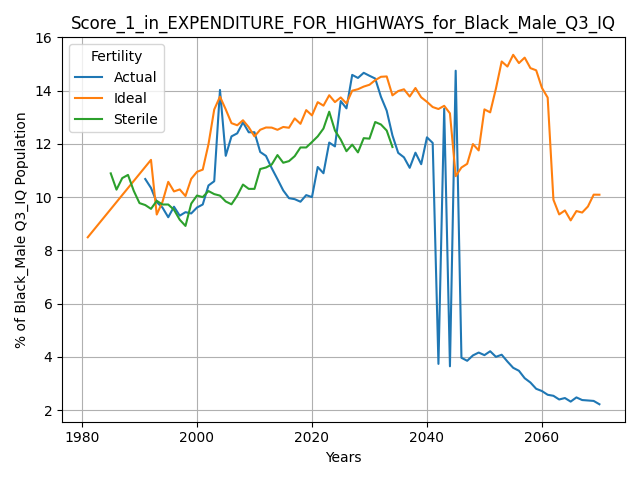 Score_1_in_EXPENDITURE_FOR_HIGHWAYS_for_Black_Male_Q3_IQ
% of Black_Male Q3_IQ Population
16
14
12
10
8
6
4
2
Fertility
Actual
Ideal
Sterile
1980 2000 2020 2040 2060
Years